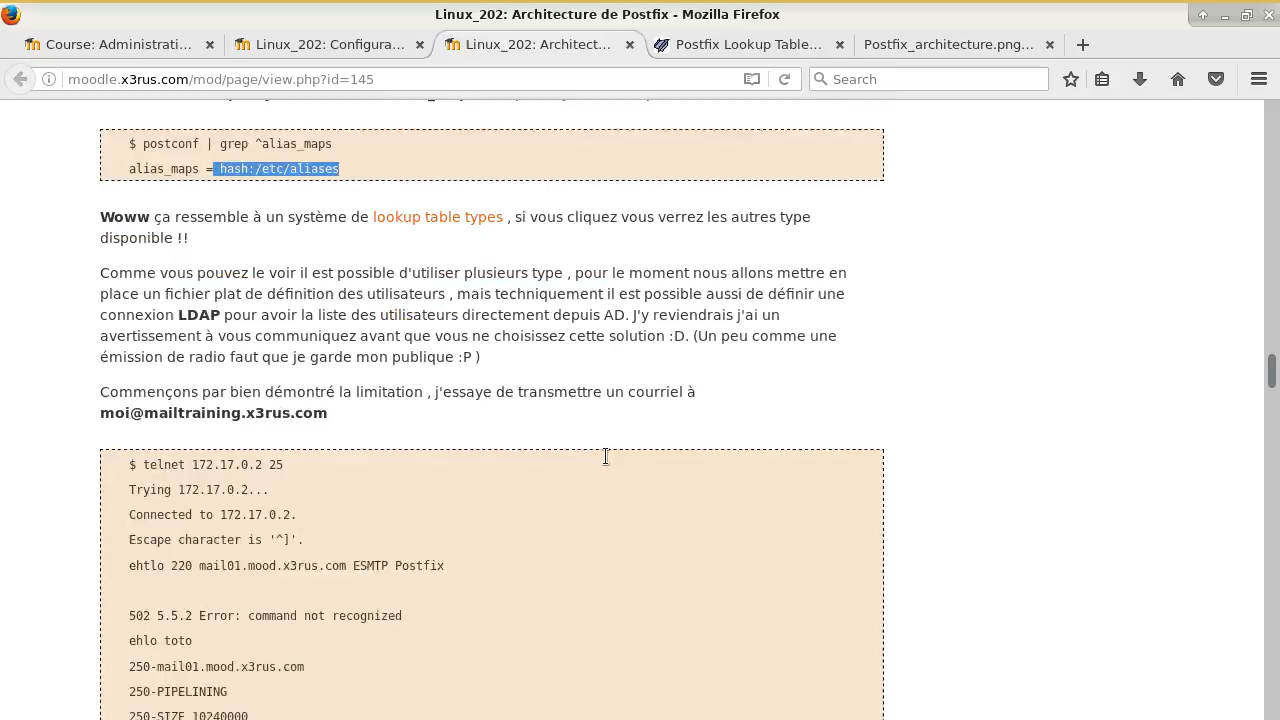 Linux_202: Architecture de Postfix - Mozilla Firefox
Course: Administrati... Linux_202: Configura... Linux_202: Architect... Postfix Lookup Table... Postfix_architecture.png...
moodle.x3rus.com/mod/page/view.php?id=145 Search
$ postconf | grep ^alias_maps
alias_maps = hash:/etc/aliases
Woww ça ressemble à un système de lookup table types , si vous cliquez vous verrez les autres type
disponible !!
Comme vous pouvez le voir il est possible d'utiliser plusieurs type , pour le moment nous allons mettre en
place un fichier plat de définition des utilisateurs , mais techniquement il est possible aussi de définir une
connexion LDAP pour avoir la liste des utilisateurs directement depuis AD. J'y reviendrais j'ai un
avertissement à vous communiquez avant que vous ne choisissez cette solution :D. (Un peu comme une
émission de radio faut que je garde mon publique :P )
Commençons par bien démontré la limitation , j'essaye de transmettre un courriel à
moi@mailtraining.x3rus.com
$ telnet 172.17.0.2 25
Trying 172.17.0.2...
Connected to 172.17.0.2.
Escape character is '^]'.
ehtlo 220 mail01.mood.x3rus.com ESMTP Postfix
502 5.5.2 Error: command not recognized
ehlo toto
250-mail01.mood.x3rus.com
250-PIPELINING
250-SIZE 10240000